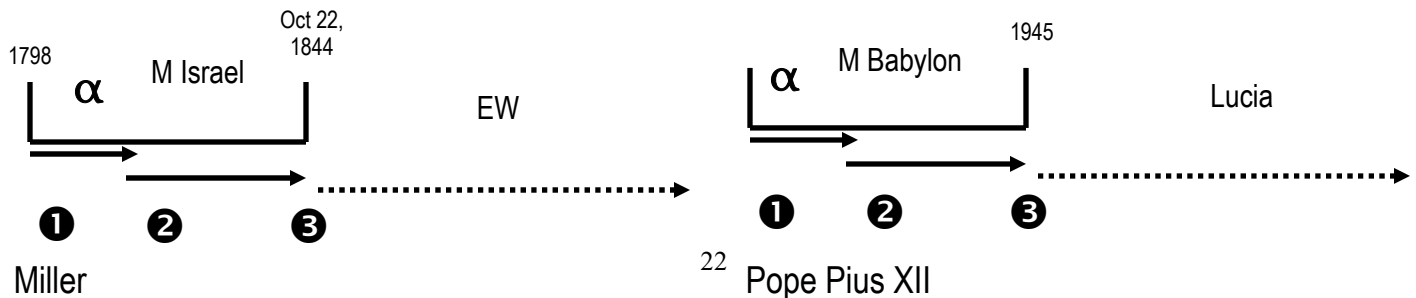 1798
α
M Israel
Oct 22,
1844
EW
❶
❷
❸
Miller
22
α
M Babylon
1945
Lucia
❶
❷
❸
Pope Pius XII